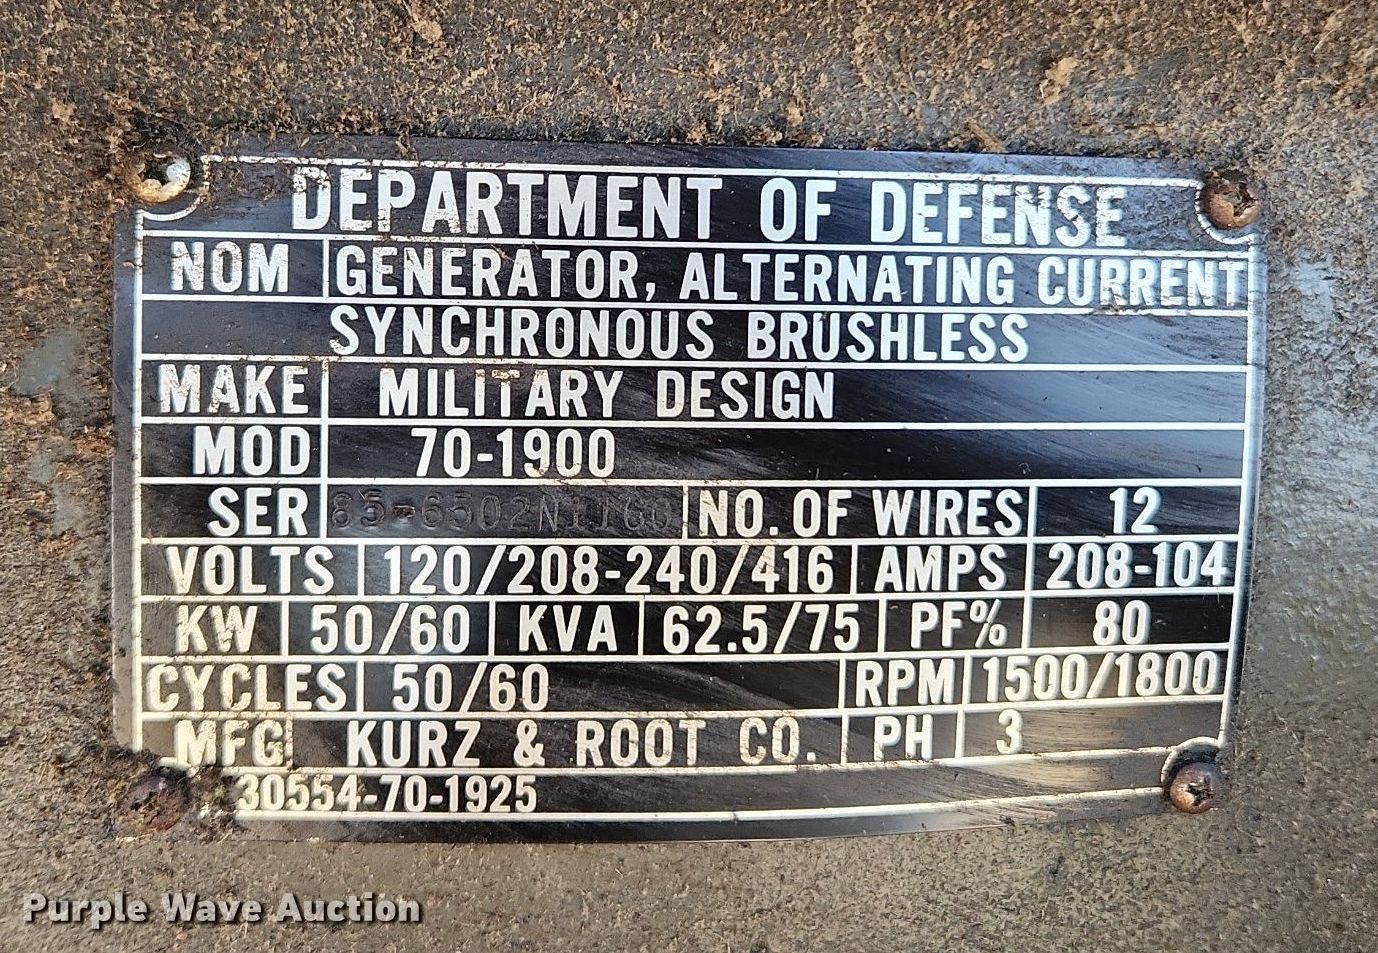 DEPARTMENT OF DEFENSE
NOM GENERATOR, ALTERNATING CURRENT
SYNCHRONOUS BRUSHLESS
MAKE MILITARY DESIGN
MOD 70-1900
SER NO. OF WIRES 12
VOLTS 120/208-240/416 AMPS 208-104
KW 50/60 KVA 62.5/75 PF% 80
CYCLES 50/60 RPM 1500/1800
MFG KURZ & ROOT CO. PH 3
30554-70-1925
Purple Wave Auction